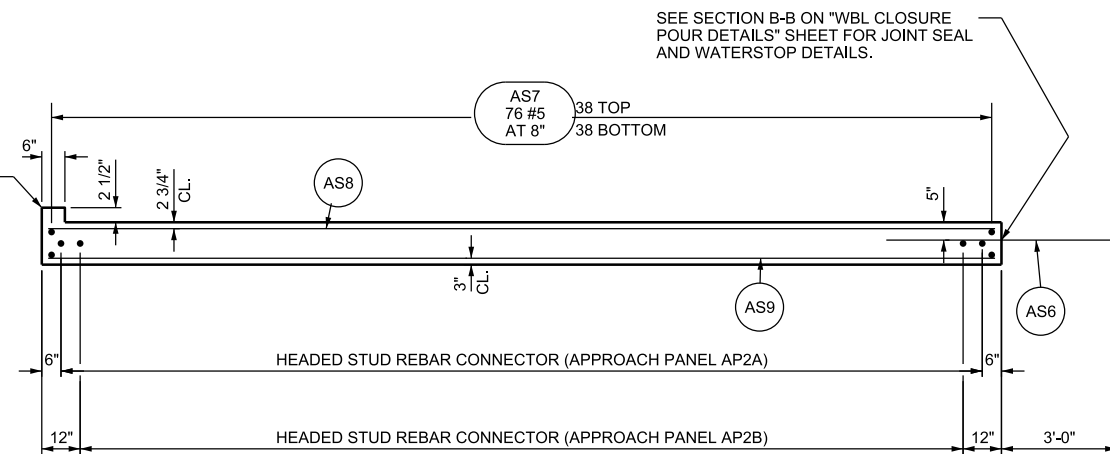 SEE SECTION B-B ON "WBL CLOSURE
POUR DETAILS" SHEET FOR JOINT SEAL
AND WATERSTOP DETAILS.
AS7
76 #5
AT 8"
38 TOP
38 BOTTOM
6"
2 1/2"
2 3/4"
CL.
AS8
5"
3"
CL.
AS9
AS6
6"
HEADED STUD REBAR CONNECTOR (APPROACH PANEL AP2A)
6"
12"
HEADED STUD REBAR CONNECTOR (APPROACH PANEL AP2B)
12"
3'-0"